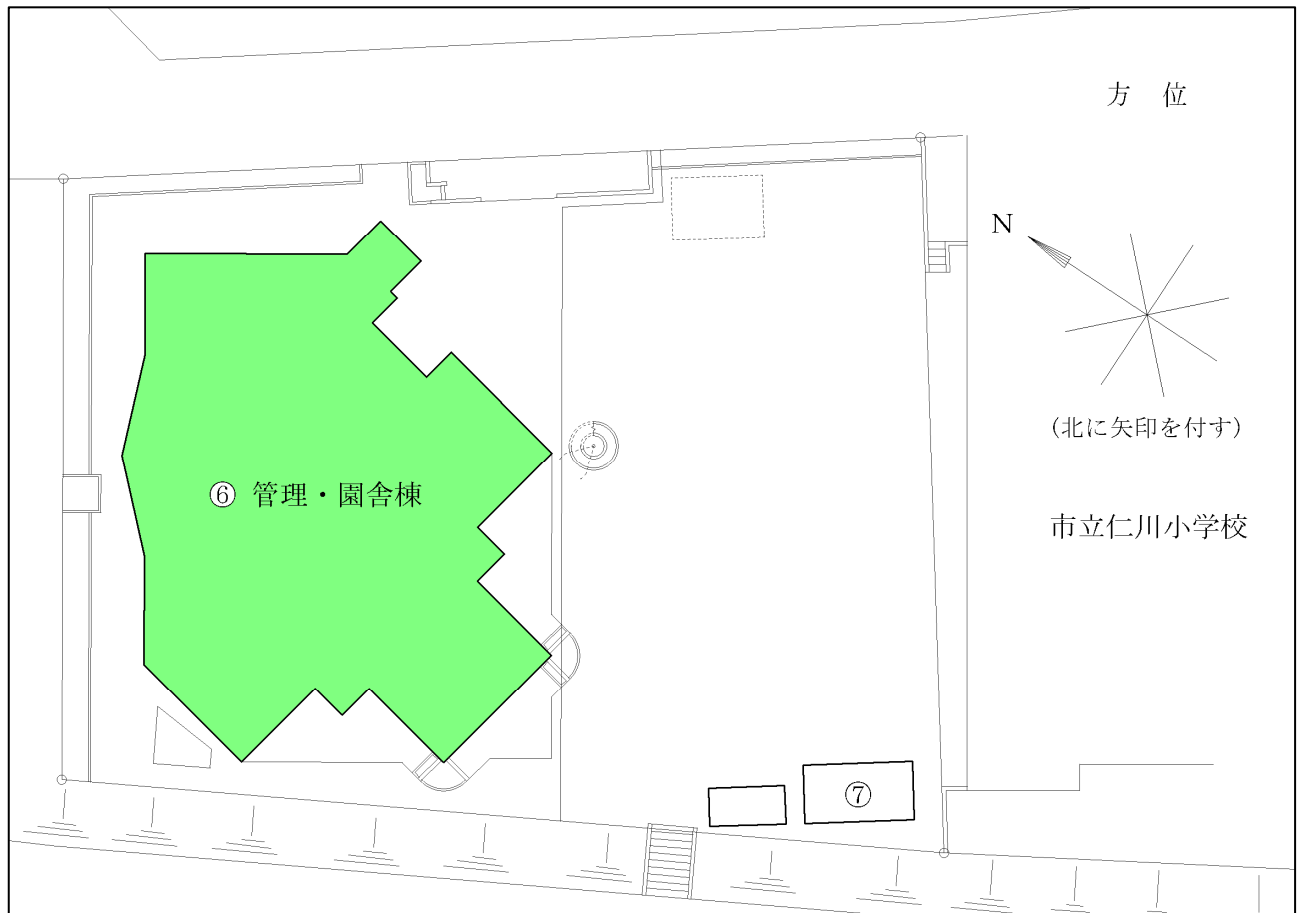 方 位
N
(北に矢印を付す)
⑥ 管理・園舎棟
市立仁川小学校
⑦